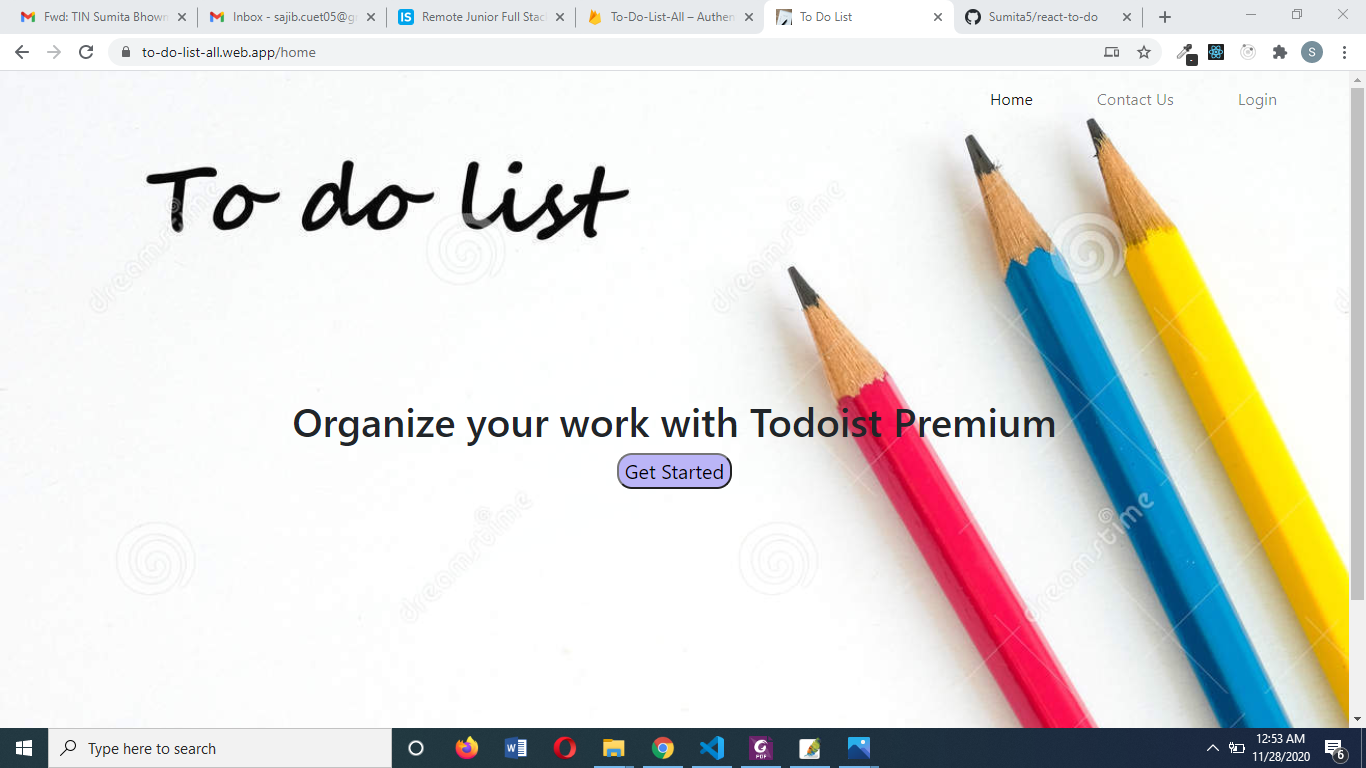 Fwd: TIN Sumita Bhown
Inbox - sajib.cuet05@g
Remote Junior Full Stac
To-Do-List-All – Authen
To Do List
Sumita5/react-to-do
to-do-list-all.web.app/home
S
Home
Contact Us
Login
To do list
dreamstime
dreamstime
Organize your work with Todoist Premium
Get Started
dreamstime
dreamstime
Type here to search
12:53 AM
11/28/2020
6